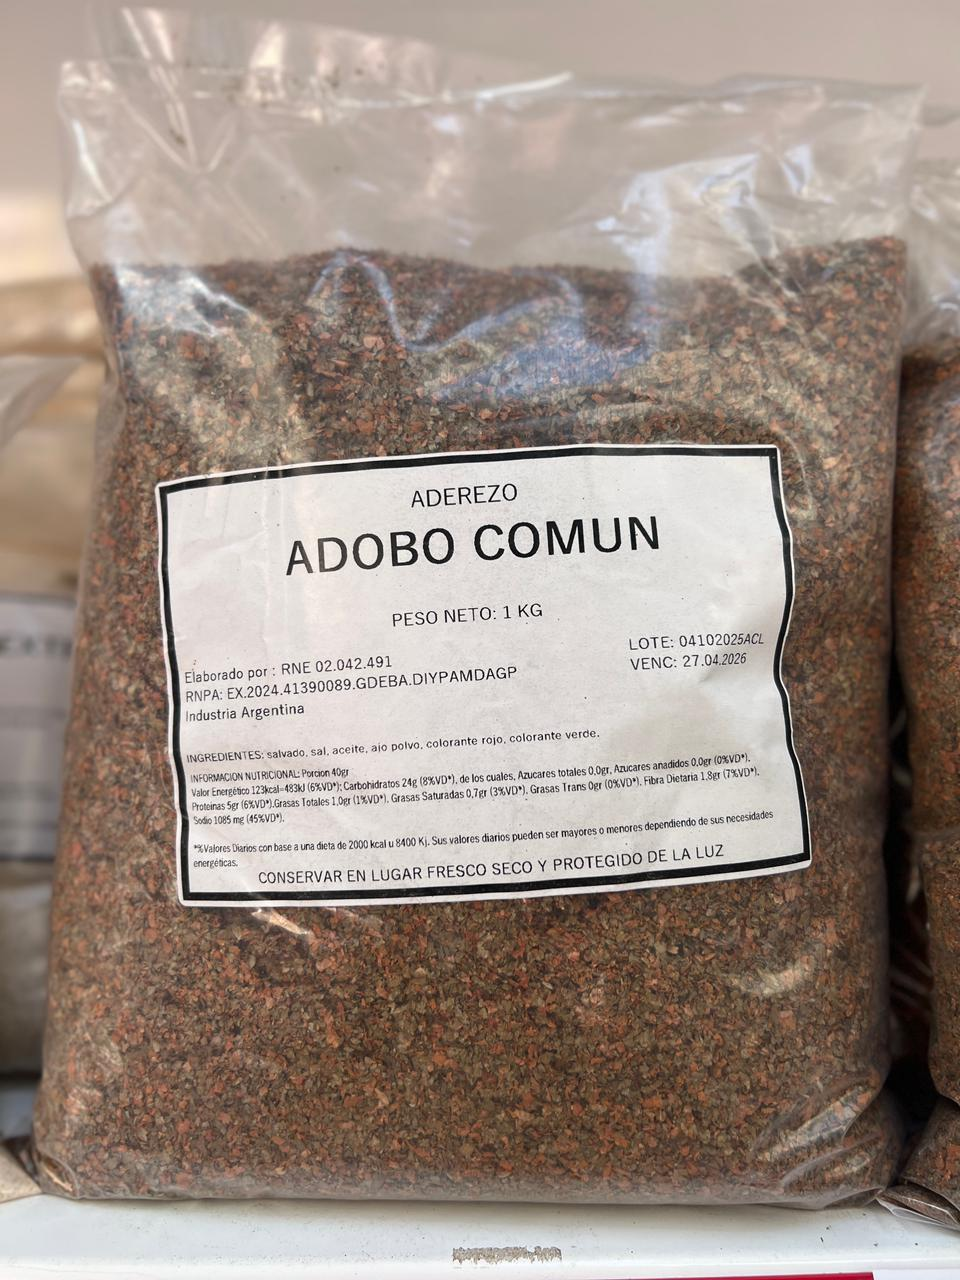 ADEREZO
ADOBO COMUN
PESO NETO: 1 KG
LOTE: 04102025ACL
VENC: 27.04.2026
Elaborado por : RNE 02.042.491
RNPA: EX.2024.41390089.GDEBA.DIYPAMDAGP
Industria Argentina
INGREDIENTES: salvado, sal, aceite, ajo polvo, colorante rojo, colorante verde.
INFORMACION NUTRICIONAL: Porcion 40gr
Valor Energético 123kcal=483kJ (6%VD*); Carbohidratos 24g (8%VD*), de los cuales, Azucares totales 0,0gr, Azucares anadidos 0,0gr (0%VD*).
Proteinas 5gr (6%VD*).Grasas Totales 1,0gr (1%VD*). Grasas Saturadas 0,7gr (3%VD*). Grasas Trans 0gr (0%VD*). Fibra Dietaria 1,8gr (7%VD*).
Sodio 1085 mg (45%VD*).
*%Valores Diarios con base a una dieta de 2000 kcal u 8400 Kj. Sus valores diarios pueden ser mayores o menores dependiendo de sus necesidades
energéticas.
CONSERVAR EN LUGAR FRESCO SECO Y PROTEGIDO DE LA LUZ